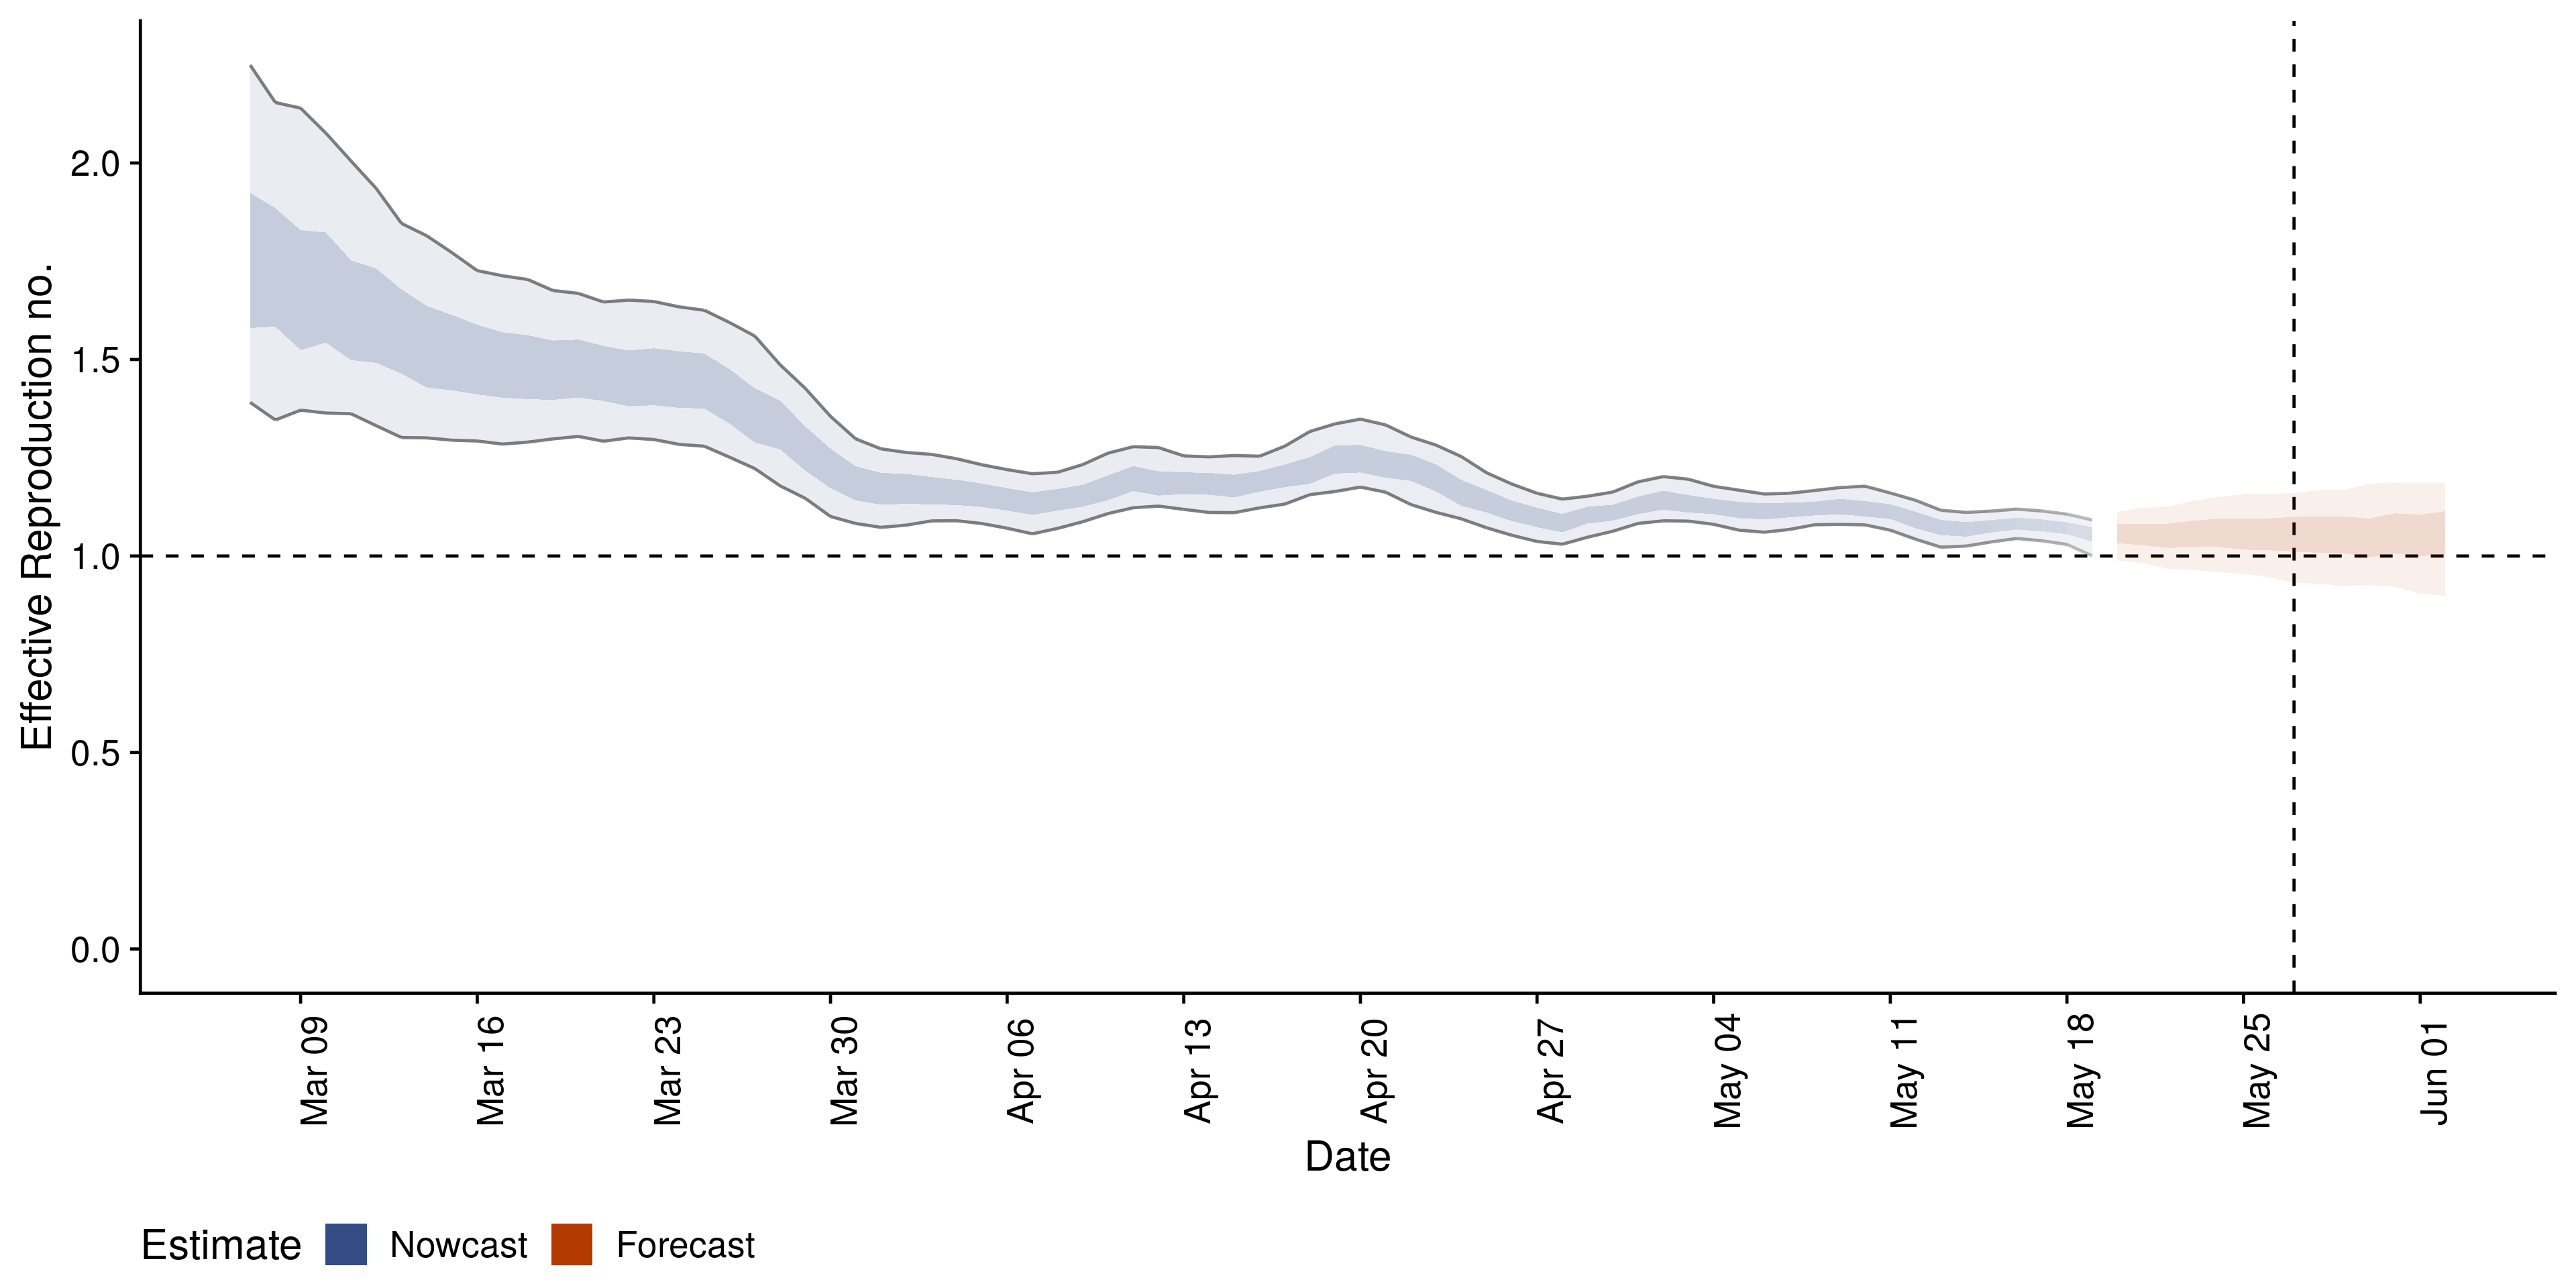 Effective Reproduction no.
2.0
1.5
1.0
0.5
0.0
Mar 09
Mar 16
Mar 23
Mar 30
Apr 06
Apr 13
Apr 20
Apr 27
May 04
May 11
May 18
May 25
Jun 01
Date
Estimate Nowcast Forecast